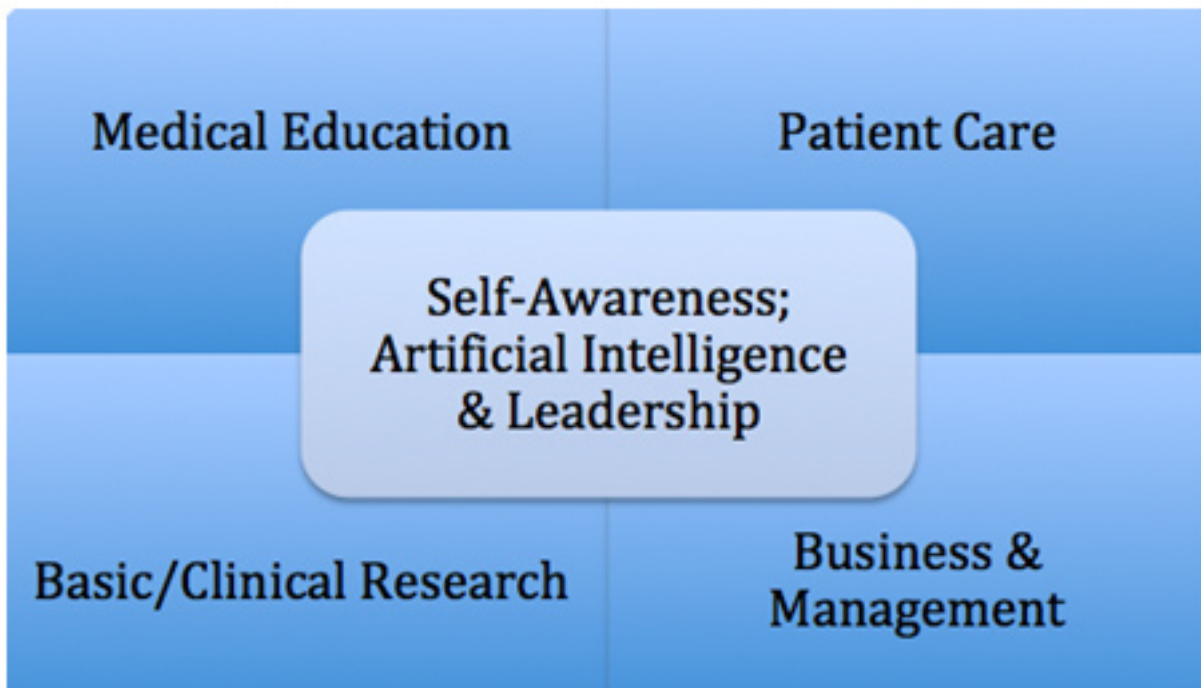 Medical Education
Patient Care
Self-Awareness;
Artificial Intelligence
& Leadership
Basic/Clinical Research
Business &
Management